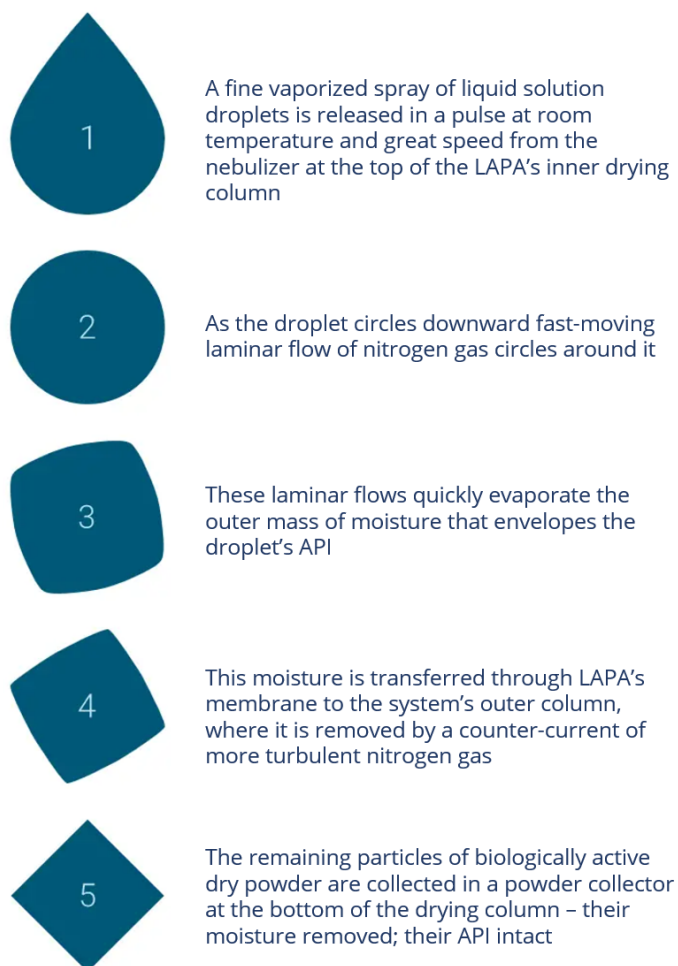 1
A fine vaporized spray of liquid solution
droplets is released in a pulse at room
temperature and great speed from the
nebulizer at the top of the LAPA’s inner drying
column
2
As the droplet circles downward fast-moving
laminar flow of nitrogen gas circles around it
3
These laminar flows quickly evaporate the
outer mass of moisture that envelopes the
droplet’s API
4
This moisture is transferred through LAPA’s
membrane to the system’s outer column,
where it is removed by a counter-current of
more turbulent nitrogen gas
5
The remaining particles of biologically active
dry powder are collected in a powder collector
at the bottom of the drying column – their
moisture removed; their API intact